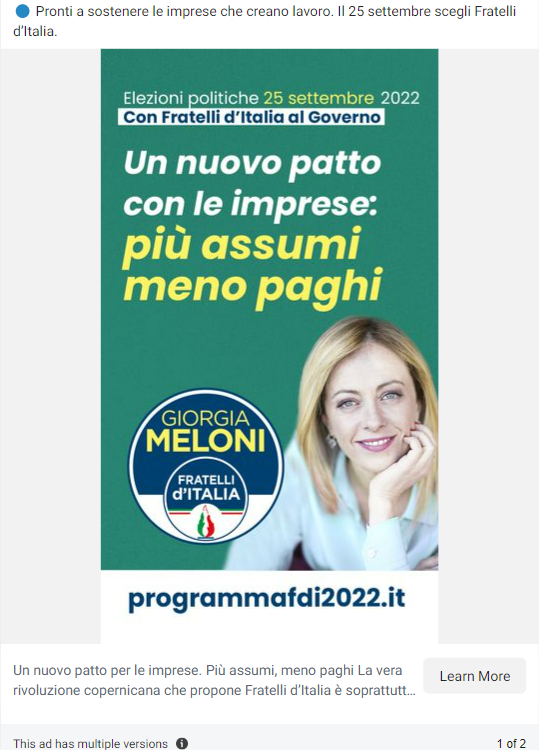 Pronti a sostenere le imprese che creano lavoro. Il 25 settembre scegli Fratelli
d'Italia.
Elezioni politiche 25 settembre 2022
Con Fratelli d'Italia al Governo
Un nuovo patto
con le imprese:
più assumi
meno paghi
GIORGIA
MELONI
FRATELLI
d'ITALIA
programmafdi2022.it
Un nuovo patto per le imprese. Più assumi, meno paghi La vera
rivoluzione copernicana che propone Fratelli d'Italia è soprattutt...
Learn More
This ad has multiple versions
1 of 2